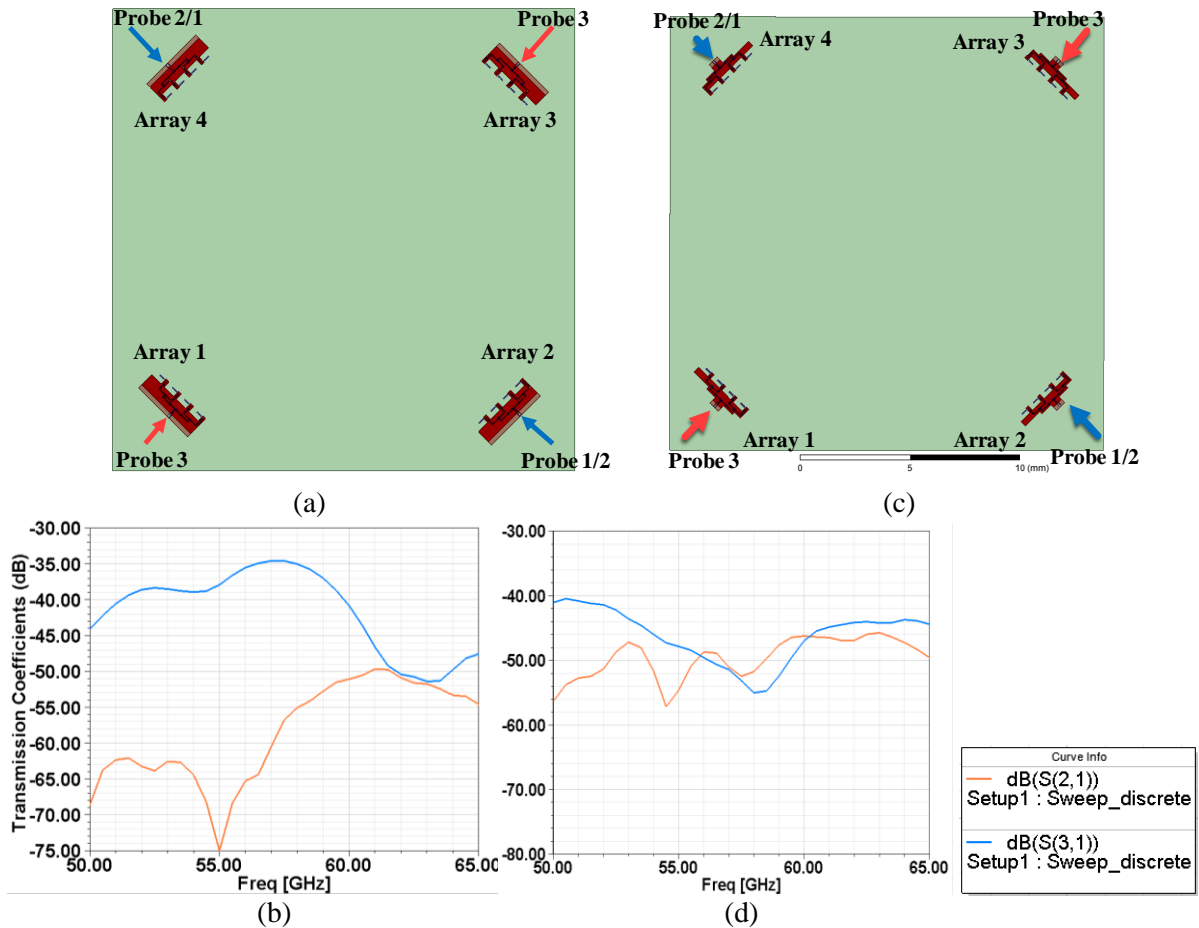 Probe 2/1
Probe 3
Array 4
Array 3
Array 1
Array 2
Probe 3
Probe 1/2
(a)
Probe 2/1
Array 4
Array 3
Probe 3
Probe 3
Array 1
Array 2
Probe 1/2
0
5
10 (mm)
(c)
Transmission Coefficients (dB)
-30.00
-35.00
-40.00
-45.00
-50.00
-55.00
-60.00
-65.00
-70.00
-75.00
50.00
55.00
60.00
65.00
Freq [GHz]
(b)
-30.00
-40.00
-50.00
-60.00
-70.00
-80.00
50.00
55.00
60.00
65.00
Freq [GHz]
(d)
Curve Info
dB(S(2,1))
Setup1 : Sweep_discrete
dB(S(3,1))
Setup1 : Sweep_discrete